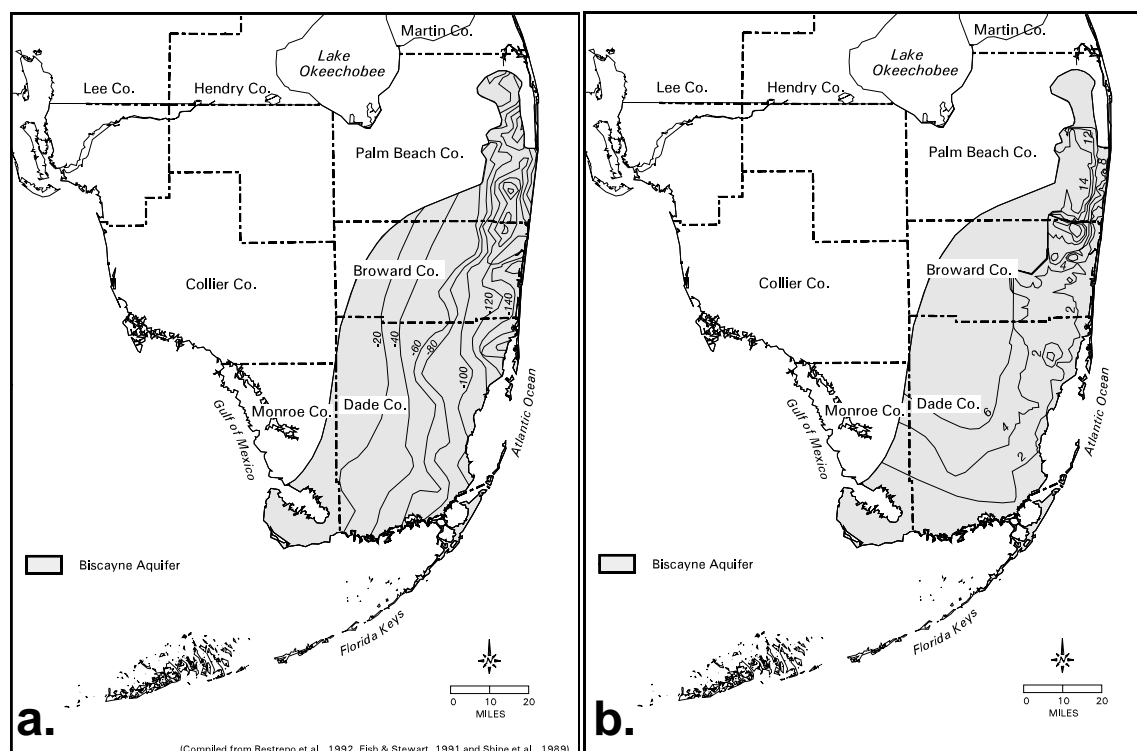 Martin Co.
Lake
Okeechobee
Lee Co.
Hendry Co.
Palm Beach Co.
Broward Co.
Collier Co.
-120
-140
-20
-40
-60
-80
-100
Monroe Co.
Dade Co.
Gulf of Mexico
Atlantic Ocean
Biscayne Aquifer
Florida Keys
N
0 10 20
MILES
a.
(Compiled from Restrepo et al., 1992, Fish & Stewart, 1991 and Shine et al., 1989)
Martin Co.
Lake
Okeechobee
Lee Co.
Hendry Co.
12
Palm Beach Co.
8
14
Broward Co.
4
Collier Co.
2
2
Monroe Co.
Dade Co.
6
4
2
Gulf of Mexico
Atlantic Ocean
Biscayne Aquifer
Florida Keys
N
0 10 20
MILES
b.